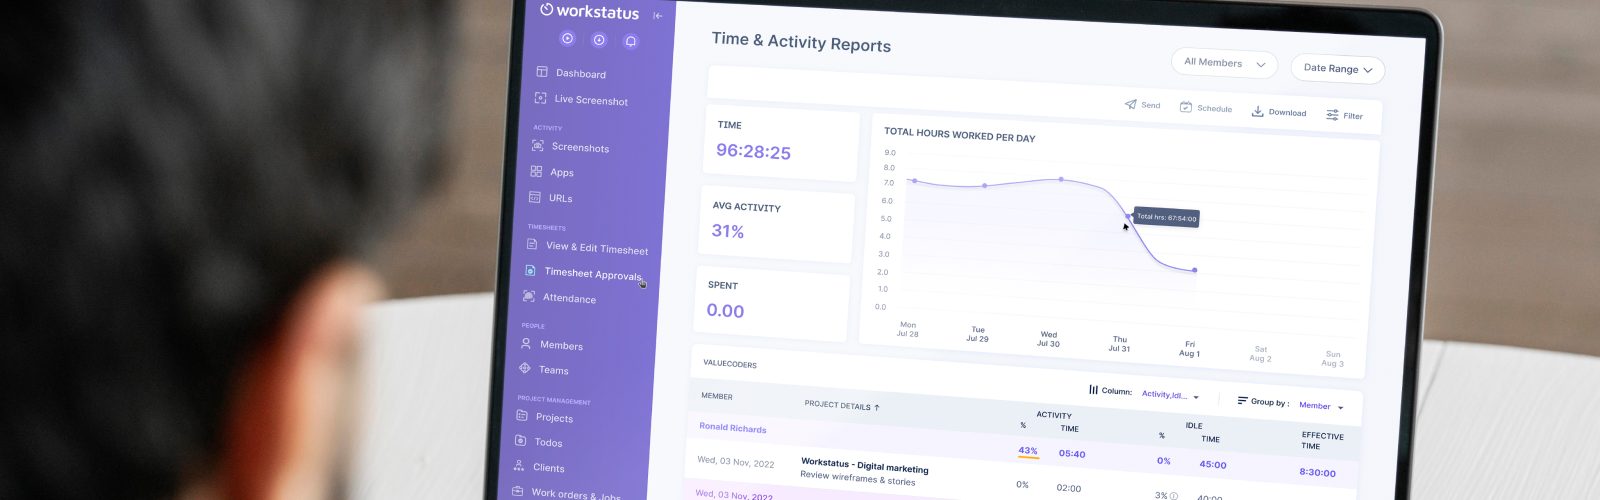 workstatus
Dashboard
Live Screenshot
ACTIVITY
Screenshots
Apps
URLs
TIMESHEETS
View & Edit Timesheet
Timesheet Approvals
Attendance
PEOPLE
Members
Teams
PROJECT MANAGEMENT
Projects
Todos
Clients
Work orders & Jobs
Time & Activity Reports
All Members
Date Range
Send
Schedule
Download
Filter
TIME
96:28:25
AVG ACTIVITY
31%
SPENT
0.00
TOTAL HOURS WORKED PER DAY
9.0
8.0
7.0
6.0
5.0
4.0
3.0
2.0
1.0
0.0
Total hrs: 67:54:00
Mon
Jul 28
Tue
Jul 29
Wed
Jul 30
Thu
Jul 31
Fri
Aug 1
Sat
Aug 2
Sun
Aug 3
VALUECODERS
Column: Activity,Idl...
Group by : Member
MEMBER
PROJECT DETAILS ↑
ACTIVITY
% TIME
IDLE
% TIME
EFFECTIVE
TIME
Ronald Richards
43% 05:40 0% 45:00 8:30:00
Wed, 03 Nov, 2022
Workstatus - Digital marketing
Review wireframes & stories
0% 02:00 3% 40:00
Wed, 03 Nov, 2022